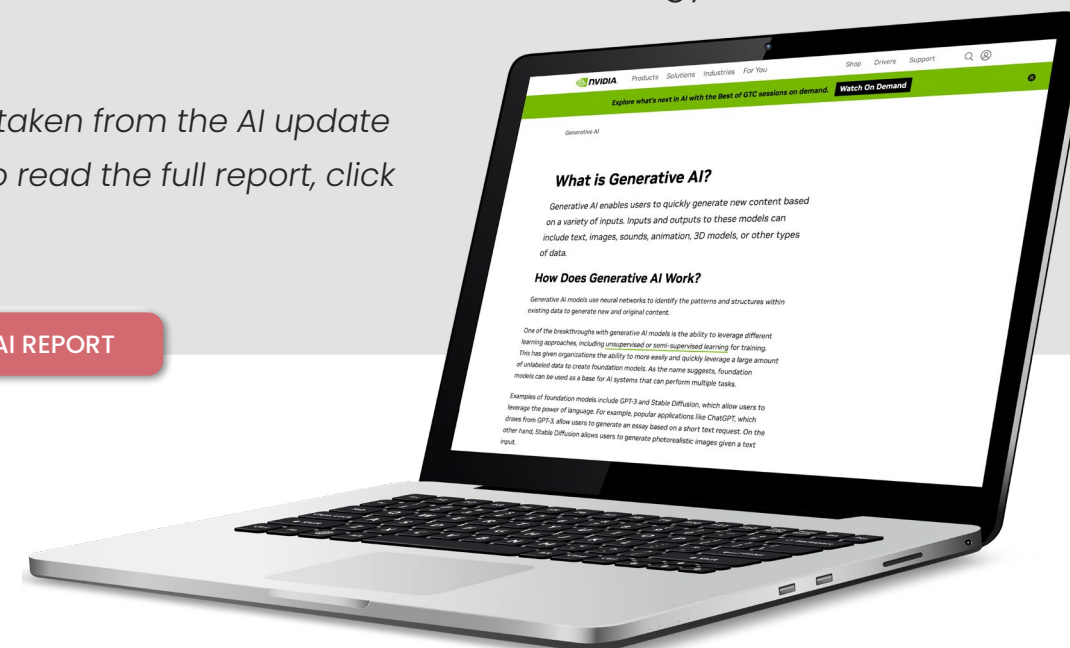 gy
taken from the AI update
o read the full report, click
AI REPORT
NVIDIA Products Solutions Industries For You Shop Drivers Support
Explore what's next in AI with the Best of GTC sessions on demand. Watch On Demand
Generative AI
What is Generative AI?
Generative AI enables users to quickly generate new content based
on a variety of inputs. Inputs and outputs to these models can
include text, images, sounds, animation, 3D models, or other types
of data.
How Does Generative AI Work?
Generative AI models use neural networks to identify the patterns and structures within
existing data to generate new and original content.
One of the breakthroughs with generative AI models is the ability to leverage different
learning approaches, including unsupervised or semi-supervised learning for training.
This has given organizations the ability to more easily and quickly leverage a large amount
of unlabeled data to create foundation models. As the name suggests, foundation
models can be used as a base for AI systems that can perform multiple tasks.
Examples of foundation models include GPT-3 and Stable Diffusion, which allow users to
leverage the power of language. For example, popular applications like ChatGPT, which
draws from GPT-3, allow users to generate an essay based on a short text request. On the
other hand, Stable Diffusion allows users to generate photorealistic images given a text
input.